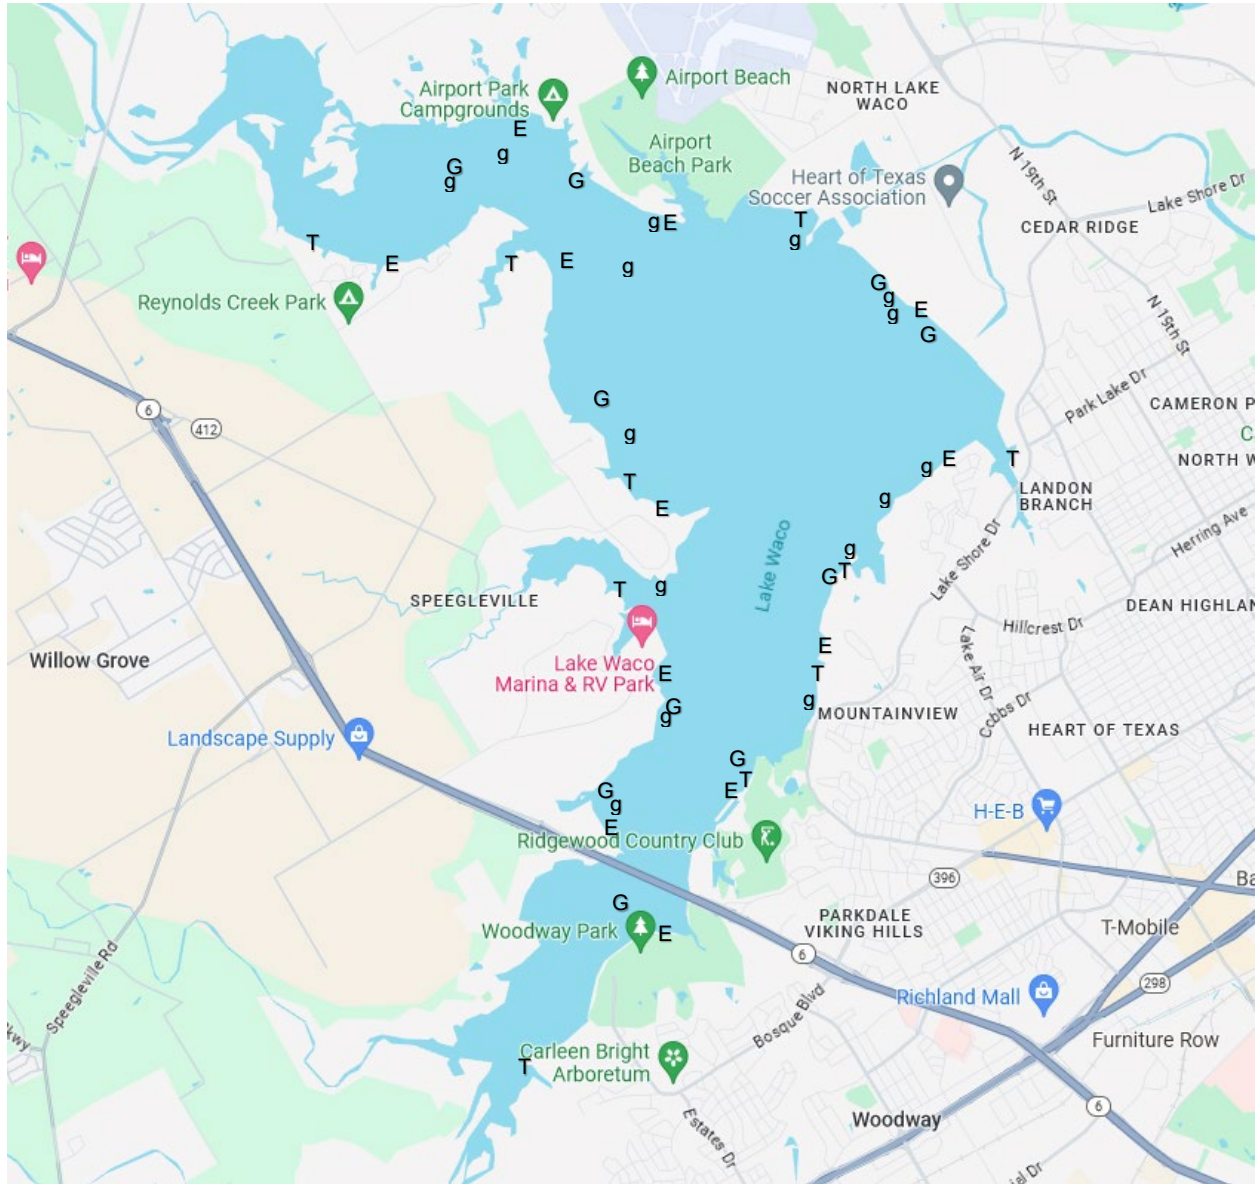 Airport Park
Campgrounds
Airport Beach
NORTH LAKE
WACO
E
g
G
g
G
Airport
Beach Park
N 19th St
Heart of Texas
Soccer Association
Lake Shore Dr
CEDAR RIDGE
g E
T
g
T
E
T
E
g
Reynolds Creek Park
G
g
g
E
G
N 19th St
6
412
G
g
T
E
Park Lake Dr
CAMERON P
C
NORTH W
g
E
T
g
LANDON
BRANCH
Herring Ave
Lake Waco
g
G
T
Lake Shore Dr
T
g
SPEEGLEVILLE
DEAN HIGHLAN
Hillcrest Dr
Lake Air Dr
Willow Grove
Lake Waco
Marina & RV Park
E
G
g
E
T
g
MOUNTAINVIEW
Cobbs Dr
HEART OF TEXAS
Landscape Supply
G
T
E
G
g
E
H-E-B
Ridgewood Country Club
396
Ba
G
Woodway Park
E
PARKDALE
VIKING HILLS
T-Mobile
6
Speegleville Rd
298
Richland Mall
Bosque Blvd
kwy
Furniture Row
Carleen Bright
Arboretum
T
6
Woodway
Estates Dr
ial Dr